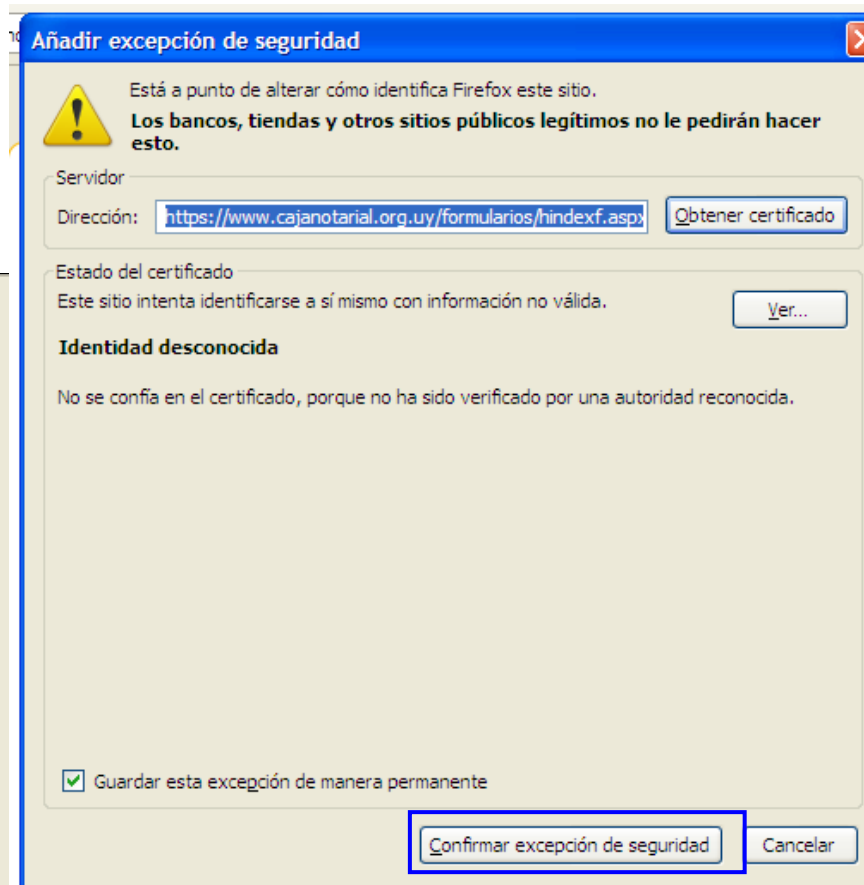 Añadir excepción de seguridad
Está a punto de alterar cómo identifica Firefox este sitio.
Los bancos, tiendas y otros sitios públicos legítimos no le pedirán hacer
esto.
Servidor
Dirección: https://www.cajanotarial.org.uy/formularios/hindexf.aspx Obtener certificado
Estado del certificado
Este sitio intenta identificarse a sí mismo con información no válida. Ver...
Identidad desconocida
No se confía en el certificado, porque no ha sido verificado por una autoridad reconocida.
Guardar esta excepción de manera permanente
Confirmar excepción de seguridad Cancelar